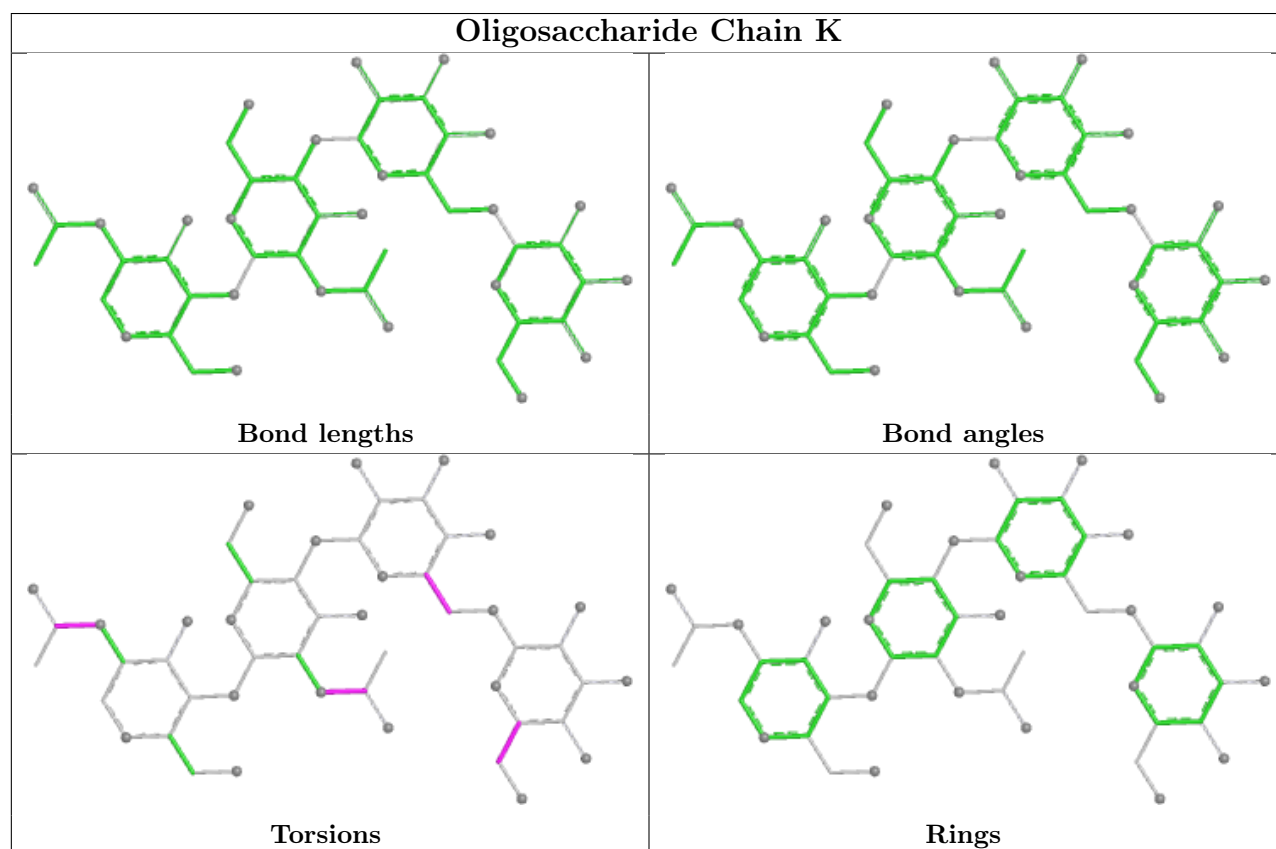 Oligosaccharide Chain K
Bond lengths
Bond angles
Torsions
Rings